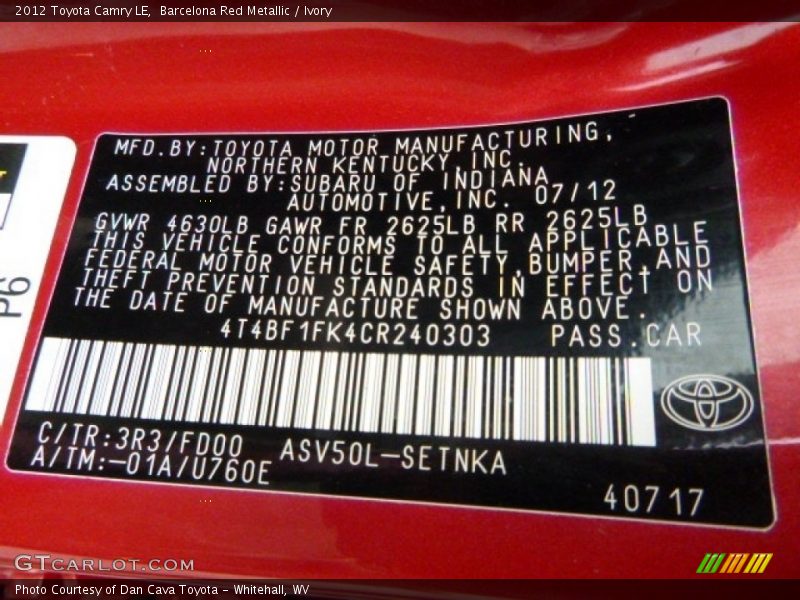 2012 Toyota Camry LE,  Barcelona Red Metallic / Ivory
MFD.BY:TOYOTA MOTOR MANUFACTURING,
NORTHERN KENTUCKY,INC.
ASSEMBLED BY:SUBARU OF INDIANA
AUTOMOTIVE,INC. 07/12
GVWR 4630LB GAWR FR 2625LB RR 2625LB
THIS VEHICLE CONFORMS TO ALL APPLICABLE
FEDERAL MOTOR VEHICLE SAFETY,BUMPER,AND
THEFT PREVENTION STANDARDS IN EFFECT ON
THE DATE OF MANUFACTURE SHOWN ABOVE.
4T4BF1FK4CR240303 PASS.CAR
P6
C/TR:3R3/FD00 ASV50L-SETNKA
A/TM:-01A/U760E
40717
GTCARLOT.COM
Photo Courtesy of Dan Cava Toyota - Whitehall, WV